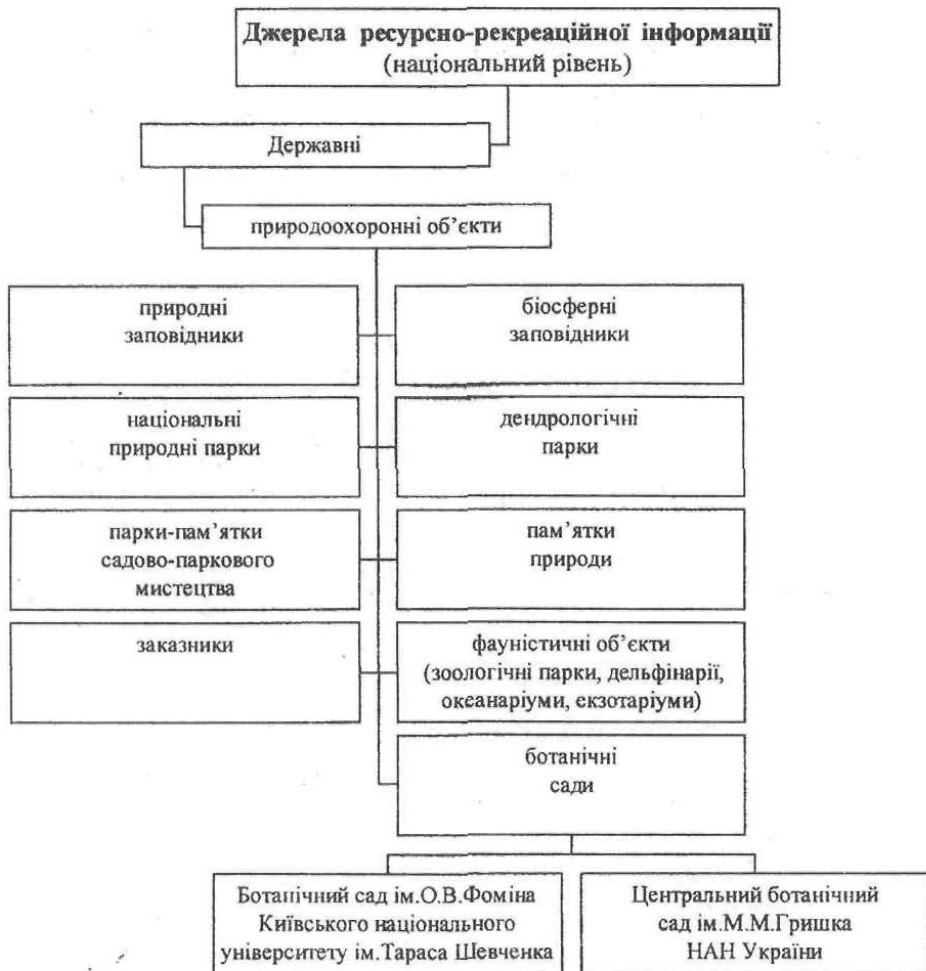 Джерела ресурсно-рекреаційної інформації
(національний рівень)
Державні
природоохоронні об’єкти
природні
заповідники
біосферні
заповідники
національні
природні парки
дендрологічні
парки
парки-пам’ятки
садово-паркового
мистецтва
пам’ятки
природи
заказники
фауністичні об’єкти
(зоологічні парки, дельфінарії,
океанаріуми, екзотаріуми)
ботанічні
сади
Ботанічний сад ім.О.В.Фоміна
Київського національного
університету ім.Тараса Шевченка
Центральний ботанічний
сад ім.М.М.Гришка
НАН України